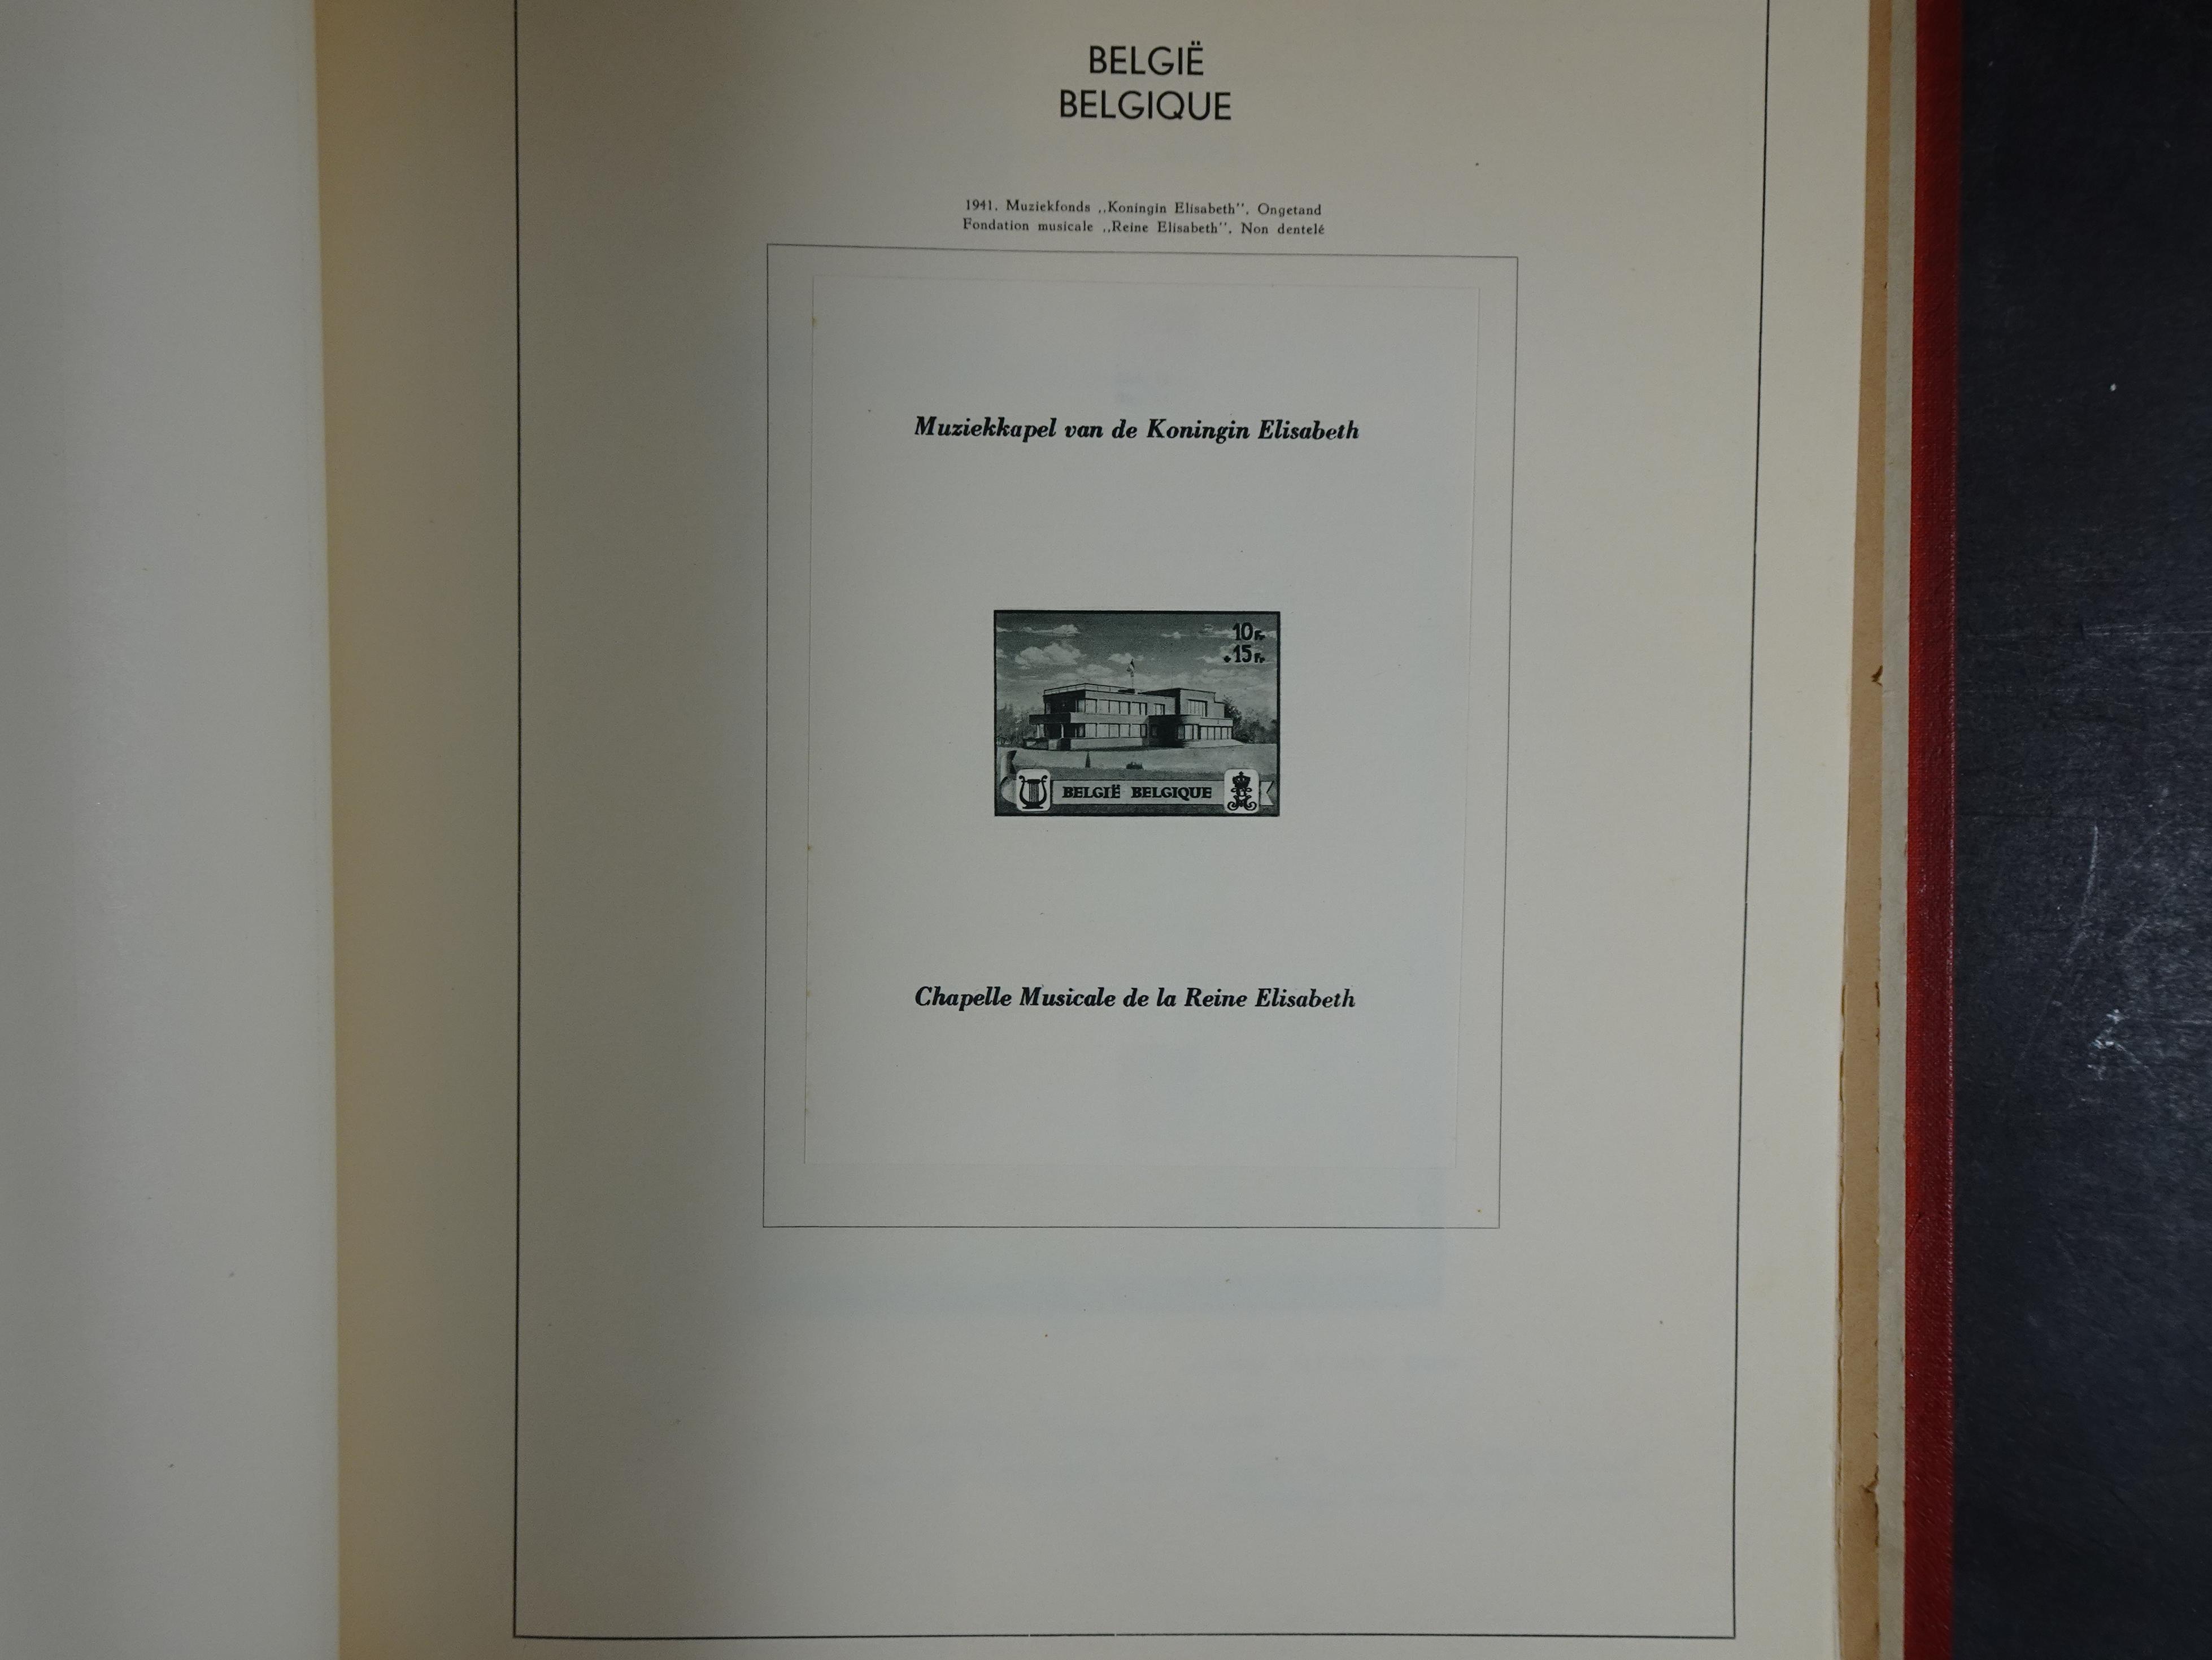 BELGIË
BELGIQUE
1941. Muziekfonds ,,Koningin Elisabeth". Ongetand
Fondation musicale ,,Reine Elisabeth". Non dentelé
Muziekkapel van de Koningin Elisabeth
10Fr
+15Fr
BELGIË BELGIQUE
Chapelle Musicale de la Reine Elisabeth